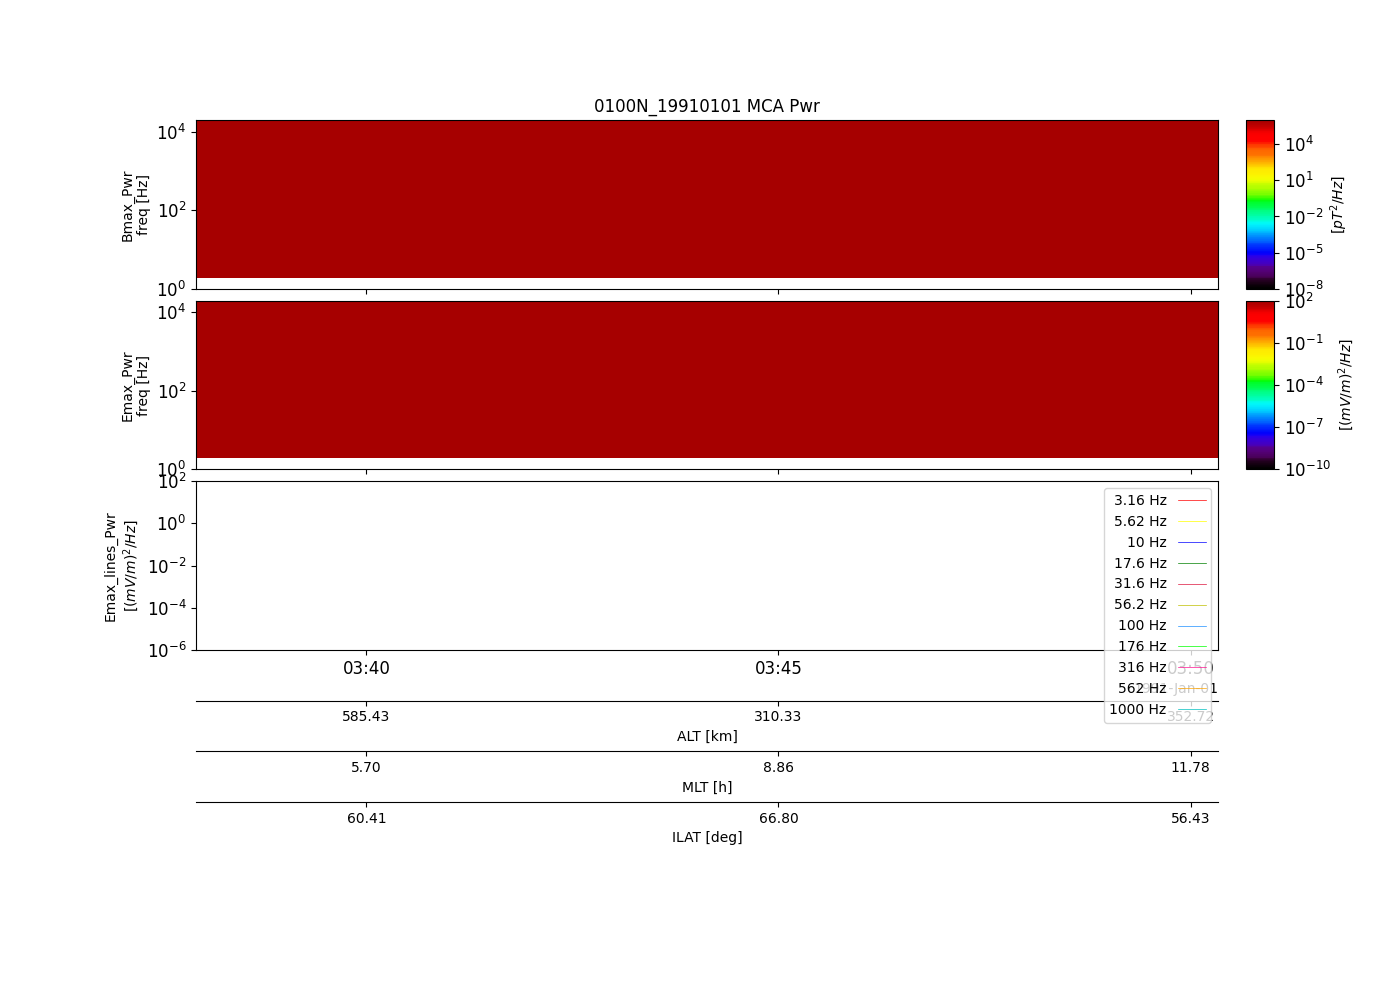 0100N_19910101 MCA Pwr
10^4
10^2
10^0
Bmax_Pwr
freq [Hz]
10^4
10^1
10^-2
10^-5
10^-8
[pT^2/Hz]
10^4
10^2
10^0
Emax_Pwr
freq [Hz]
10^2
10^-1
10^-4
10^-7
10^-10
[(mV/m)^2/Hz]
10^2
10^0
10^-2
10^-4
10^-6
Emax_lines_Pwr
[(mV/m)^2/Hz]
3.16 Hz
5.62 Hz
10 Hz
17.6 Hz
31.6 Hz
56.2 Hz
100 Hz
176 Hz
316 Hz
562 Hz
1000 Hz
03:40 03:45 03:50
-Jan-01
585.43 310.33 352.72
ALT [km]
5.70 8.86 11.78
MLT [h]
60.41 66.80 56.43
ILAT [deg]